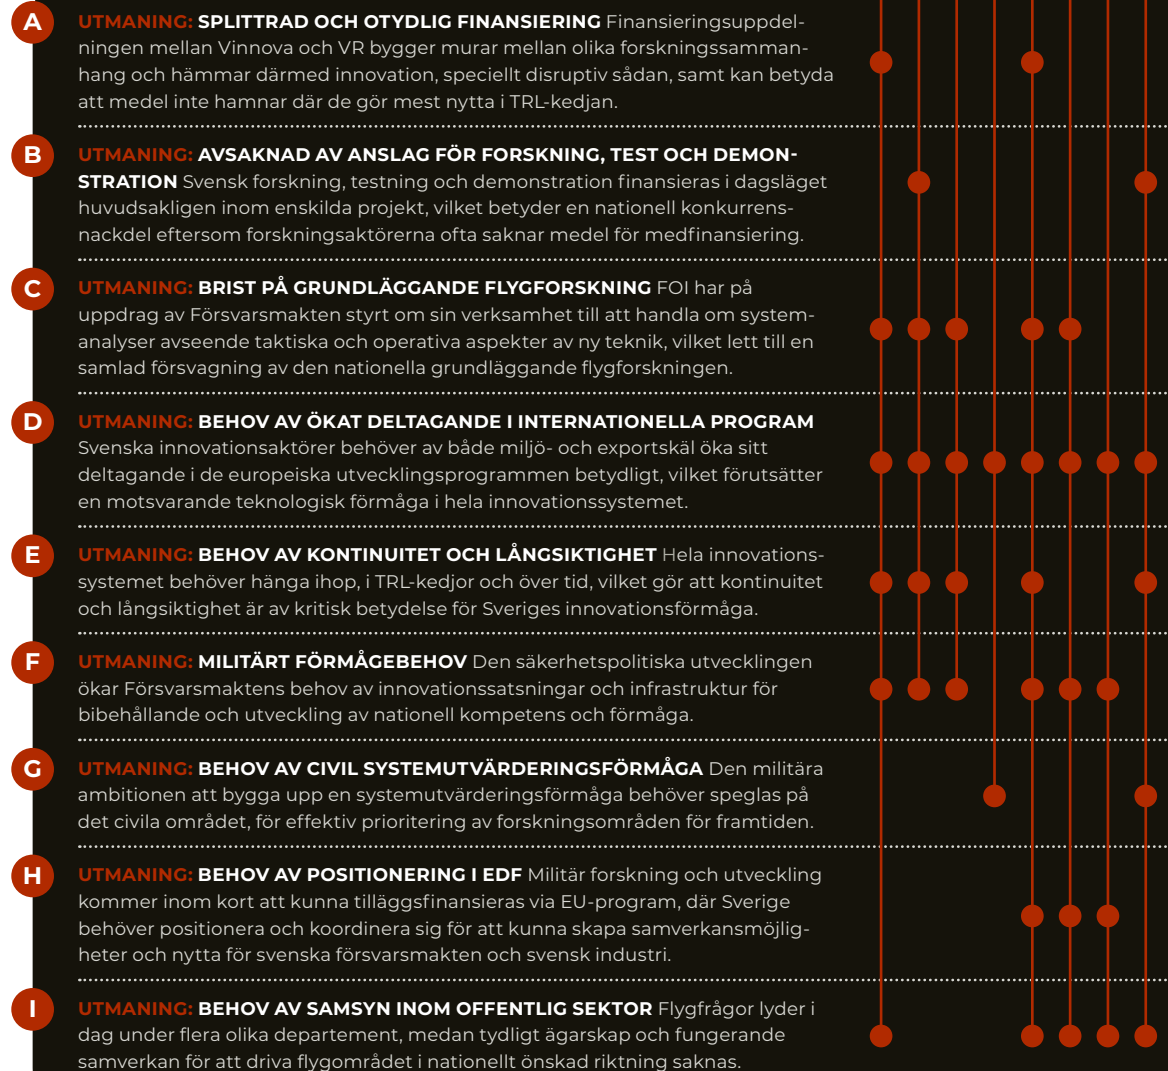 A
UTMANING: SPLITTRAD OCH OTYDLIG FINANSIERING Finansieringsuppdel-
ningen mellan Vinnova och VR bygger murar mellan olika forskningssamman-
hang och hämmar därmed innovation, speciellt disruptiv sådan, samt kan betyda
att medel inte hamnar där de gör mest nytta i TRL-kedjan.
B
UTMANING: AVSAKNAD AV ANSLAG FÖR FORSKNING, TEST OCH DEMON-
STRATION Svensk forskning, testning och demonstration finansieras i dagsläget
huvudsakligen inom enskilda projekt, vilket betyder en nationell konkurrens-
nackdel eftersom forskningsaktörerna ofta saknar medel för medfinansiering.
C
UTMANING: BRIST PÅ GRUNDLÄGGANDE FLYGFORSKNING FOI har på
uppdrag av Försvarsmakten styrt om sin verksamhet till att handla om system-
analyser avseende taktiska och operativa aspekter av ny teknik, vilket lett till en
samlad försvagning av den nationella grundläggande flygforskningen.
D
UTMANING: BEHOV AV ÖKAT DELTAGANDE I INTERNATIONELLA PROGRAM
Svenska innovationsaktörer behöver av både miljö- och exportskäl öka sitt
deltagande i de europeiska utvecklingsprogrammen betydligt, vilket förutsätter
en motsvarande teknologisk förmåga i hela innovationssystemet.
E
UTMANING: BEHOV AV KONTINUITET OCH LÅNGSIKTIGHET Hela innovations-
systemet behöver hänga ihop, i TRL-kedjor och över tid, vilket gör att kontinuitet
och långsiktighet är av kritisk betydelse för Sveriges innovationsförmåga.
F
UTMANING: MILITÄRT FÖRMÅGEBEHOV Den säkerhetspolitiska utvecklingen
ökar Försvarsmaktens behov av innovationssatsningar och infrastruktur för
bibehållande och utveckling av nationell kompetens och förmåga.
G
UTMANING: BEHOV AV CIVIL SYSTEMUTVÄRDERINGSFÖRMÅGA Den militära
ambitionen att bygga upp en systemutvärderingsförmåga behöver speglas på
det civila området, för effektiv prioritering av forskningsområden för framtiden.
H
UTMANING: BEHOV AV POSITIONERING I EDF Militär forskning och utveckling
kommer inom kort att kunna tilläggsfinansieras via EU-program, där Sverige
behöver positionera och koordinera sig för att kunna skapa samverkansmöjlig-
heter och nytta för svenska försvarsmakten och svensk industri.
I
UTMANING: BEHOV AV SAMSYN INOM OFFENTLIG SEKTOR Flygfrågor lyder i
dag under flera olika departement, medan tydligt ägarskap och fungerande
samverkan för att driva flygområdet i nationellt önskad riktning saknas.